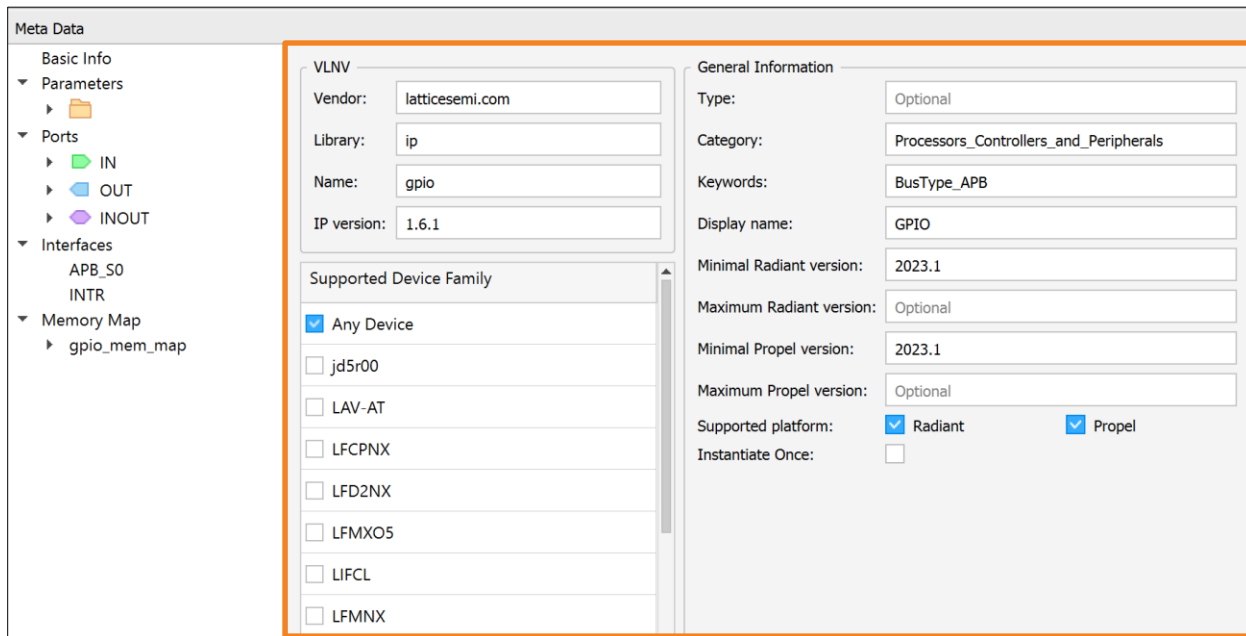 Meta Data
Basic Info
Parameters
Ports
IN
OUT
INOUT
Interfaces
APB_S0
INTR
Memory Map
gpio_mem_map
VLNV
Vendor: latticesemi.com
Library: ip
Name: gpio
IP version: 1.6.1
Supported Device Family
Any Device
jd5r00
LAV-AT
LFCPNX
LFD2NX
LFMXO5
LIFCL
LFMNX
General Information
Type: Optional
Category: Processors_Controllers_and_Peripherals
Keywords: BusType_APB
Display name: GPIO
Minimal Radiant version: 2023.1
Maximum Radiant version: Optional
Minimal Propel version: 2023.1
Maximum Propel version: Optional
Supported platform: Radiant Propel
Instantiate Once: